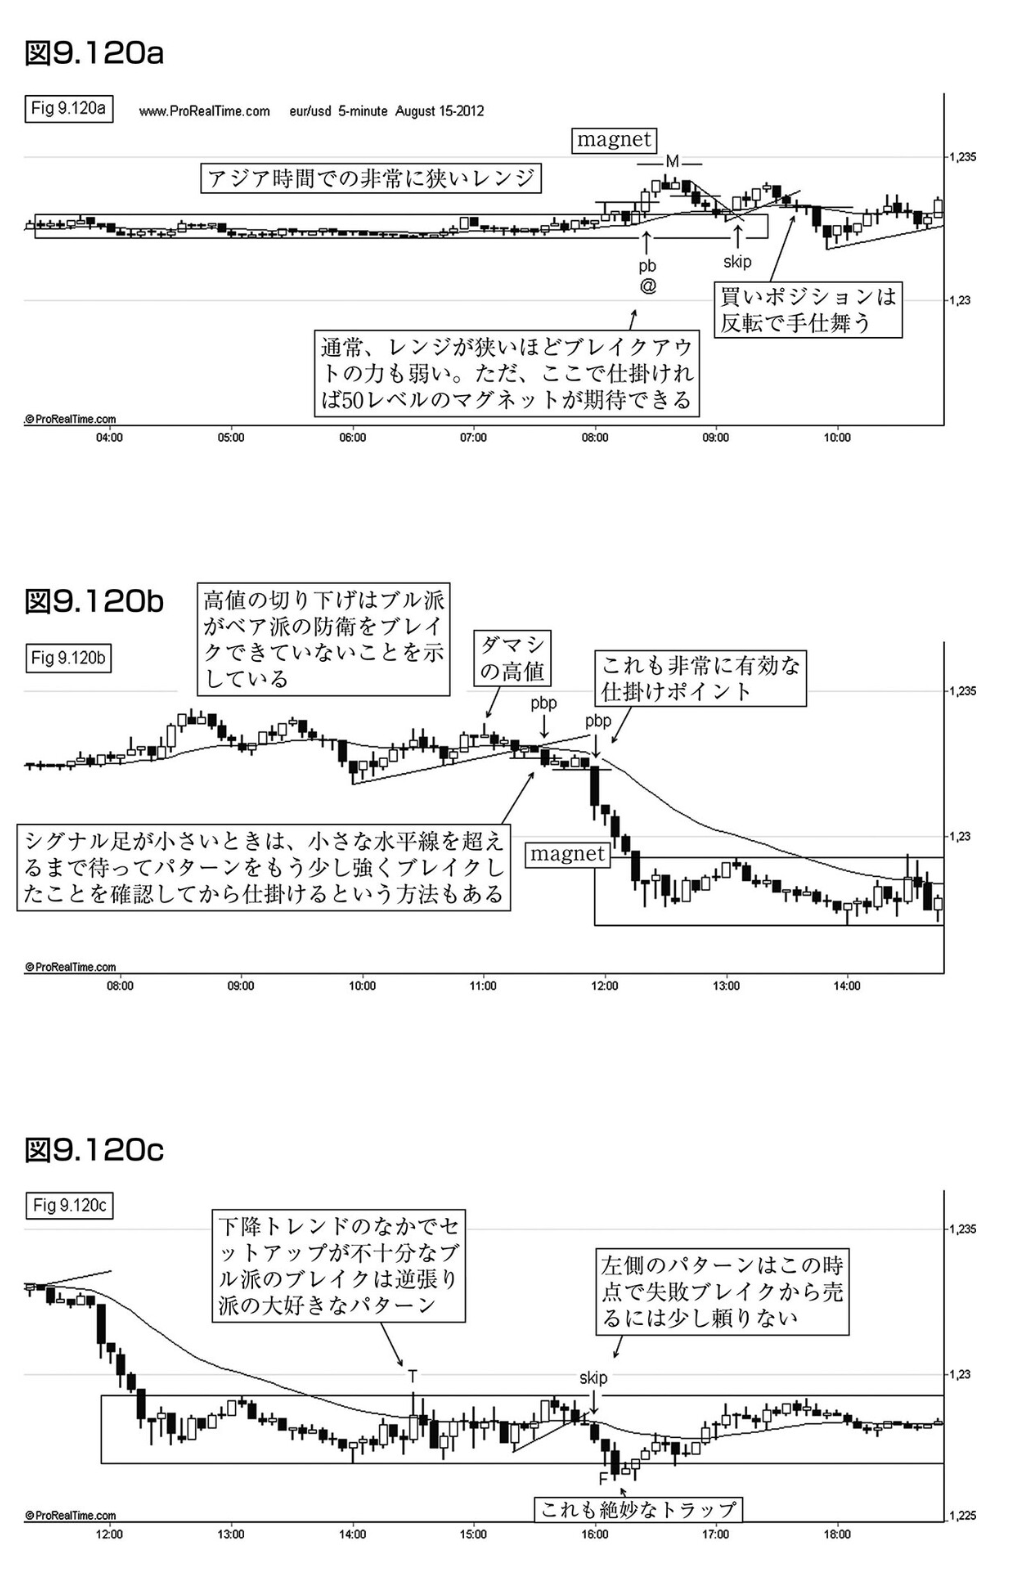 図9.120a
Fig 9.120a
www.ProRealTime.com eur/usd 5-minute August 15-2012
magnet
M
1,235
アジア時間での非常に狭いレンジ
pb
@
skip
買いポジションは
反転で手仕舞う
1,23
通常、レンジが狭いほどブレイクアウ
トの力も弱い。ただ、ここで仕掛けれ
ば50レベルのマグネットが期待できる
©ProRealTime.com
04:00 05:00 06:00 07:00 08:00 09:00 10:00
図9.120b
Fig 9.120b
高値の切り下げはブル派
がベア派の防衛をブレイ
クできていないことを示
している
ダマシ
の高値
pbp
pbp
これも非常に有効な
仕掛けポイント
1,235
シグナル足が小さいときは、小さな水平線を超え
るまで待ってパターンをもう少し強くブレイクし
たことを確認してから仕掛けるという方法もある
magnet
1,23
©ProRealTime.com
08:00 09:00 10:00 11:00 12:00 13:00 14:00
図9.120c
Fig 9.120c
下降トレンドのなかでセ
ットアップが不十分なブ
ル派のブレイクは逆張り
派の大好きなパターン
左側のパターンはこの時
点で失敗ブレイクから売
るには少し頼りない
1,235
T
skip
1,23
F
これも絶妙なトラップ
1,225
©ProRealTime.com
12:00 13:00 14:00 15:00 16:00 17:00 18:00